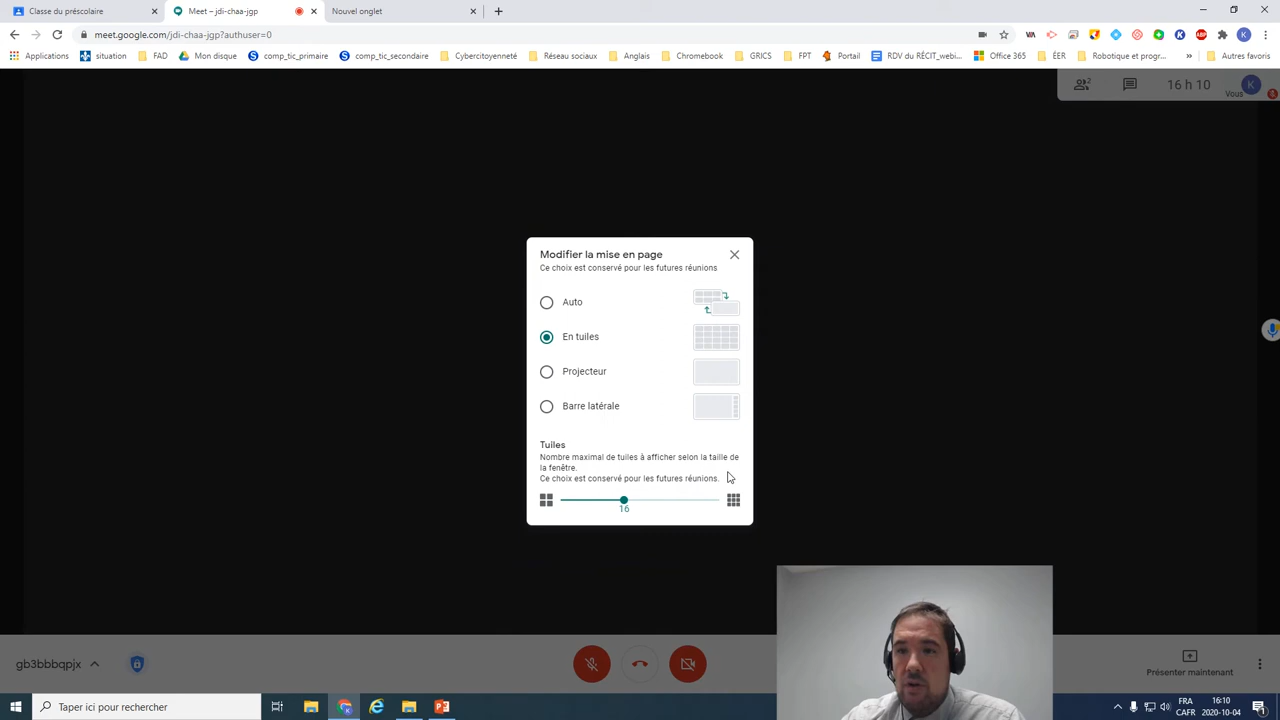 Classe du préscolaire
Meet – jdi-chaa-jgp
Nouvel onglet
meet.google.com/jdi-chaa-jgp?authuser=0
Applications situation FAD Mon disque comp_tic_primaire comp_tic_secondaire Cybercitoyenneté Réseau sociaux Anglais Chromebook GRICS FPT Portail RDV du RÉCIT_webi... Office 365 ÉER Robotique et progr... » Autres favoris
2 16 h 10 Vous K
Modifier la mise en page
Ce choix est conservé pour les futures réunions
Auto
En tuiles
Projecteur
Barre latérale
Tuiles
Nombre maximal de tuiles à afficher selon la taille de
la fenêtre.
Ce choix est conservé pour les futures réunions.
16
gb3bbbqpjx
Présenter maintenant
Taper ici pour rechercher
FRA 16:10
CAFR 2020-10-04